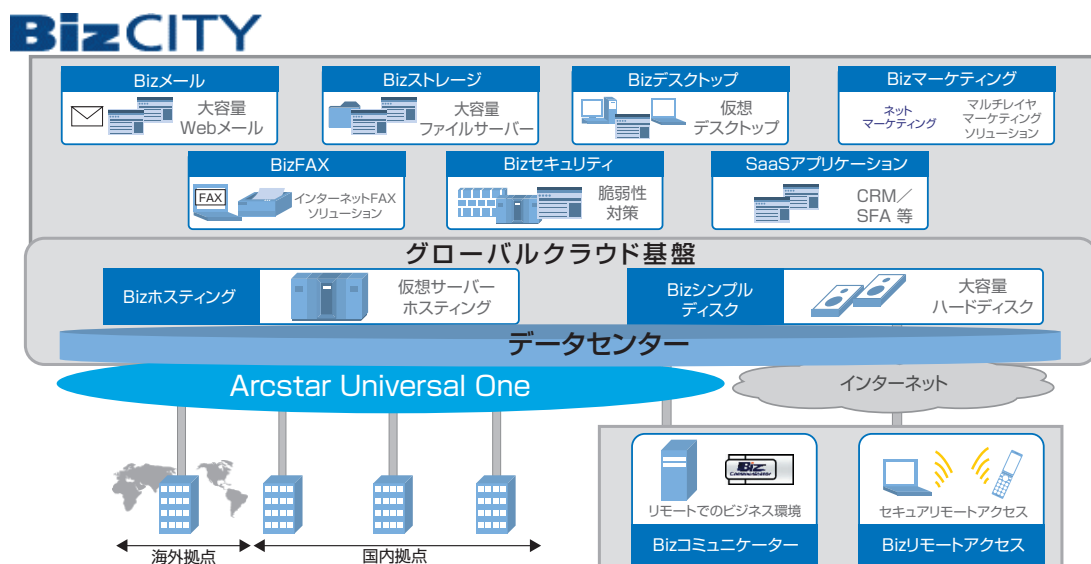 BizCITY
Bizメール
大容量
Webメール
Bizストレージ
大容量
ファイルサーバー
Bizデスクトップ
仮想
デスクトップ
Bizマーケティング
ネット
マーケティング
マルチレイヤ
マーケティング
ソリューション
BizFAX
FAX
インターネットFAX
ソリューション
Bizセキュリティ
脆弱性
対策
SaaSアプリケーション
CRM／
SFA 等
グローバルクラウド基盤
Bizホスティング
仮想サーバー
ホスティング
Bizシンプル
ディスク
大容量
ハードディスク
データセンター
Arcstar Universal One
インターネット
Biz
リモートでのビジネス環境
Bizコミュニケーター
セキュアリモートアクセス
Bizリモートアクセス
海外拠点
国内拠点